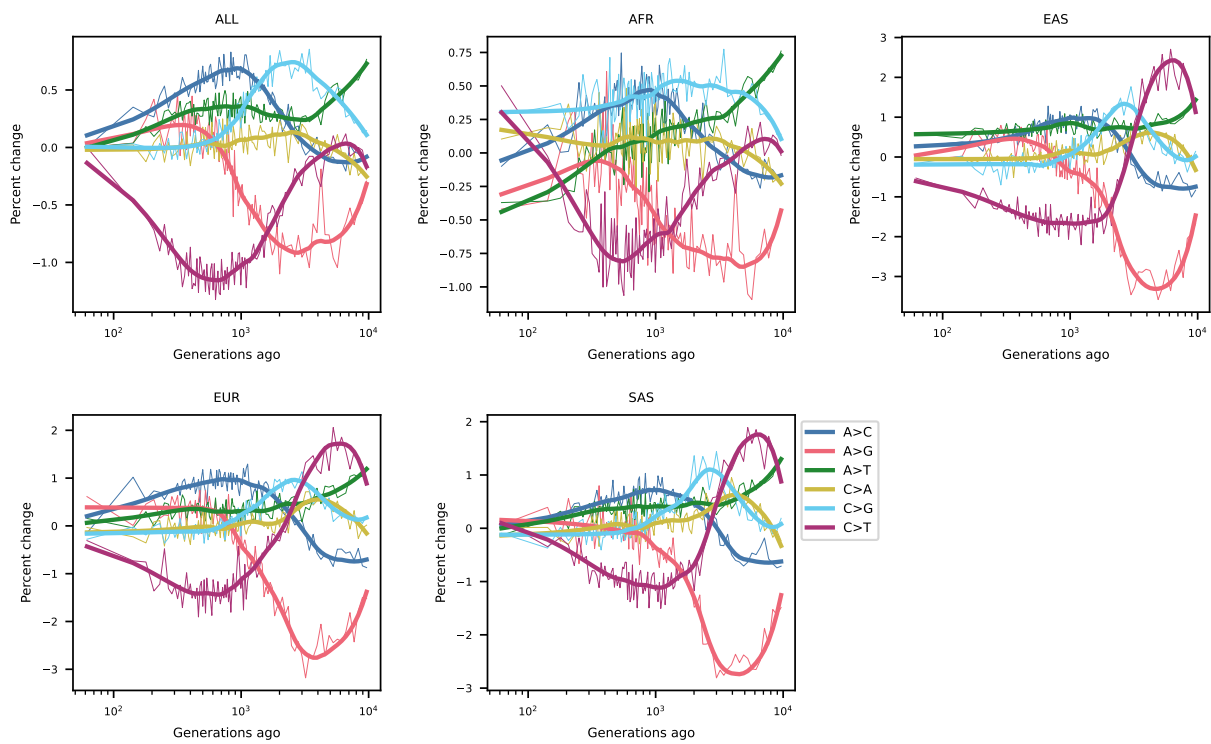 ALL
AFR
EAS
Percent change
0.5
0.0
−0.5
−1.0
10²
10³
10⁴
Generations ago
Percent change
0.75
0.50
0.25
0.00
−0.25
−0.50
−0.75
−1.00
10²
10³
10⁴
Generations ago
Percent change
3
2
1
0
−1
−2
−3
10²
10³
10⁴
Generations ago
EUR
SAS
Percent change
2
1
0
−1
−2
−3
10²
10³
10⁴
Generations ago
Percent change
2
1
0
−1
−2
−3
10²
10³
10⁴
Generations ago
A>C
A>G
A>T
C>A
C>G
C>T